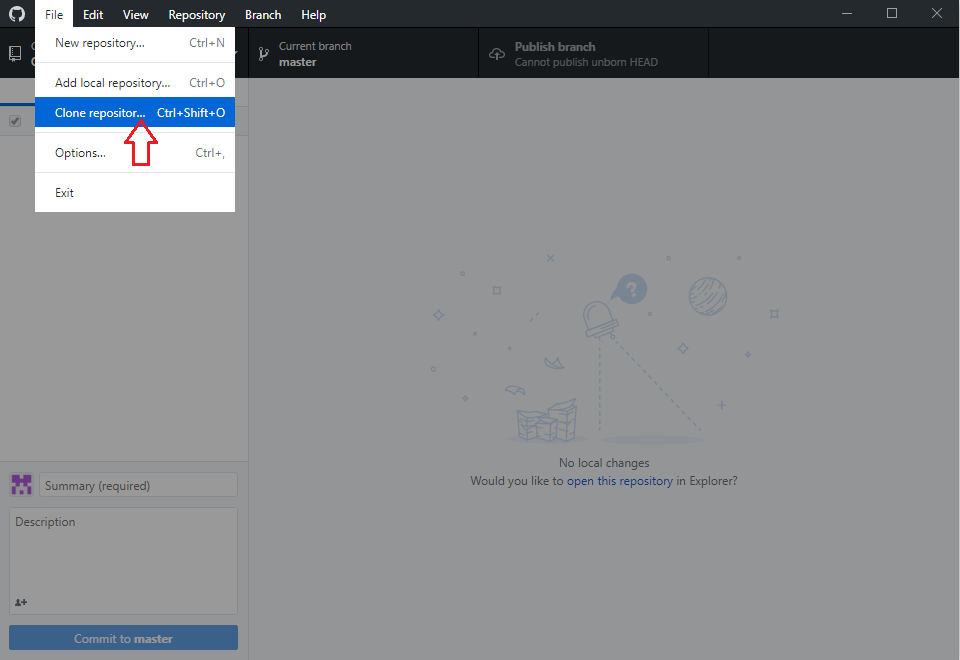 File Edit View Repository Branch Help
New repository... Ctrl+N
Add local repository... Ctrl+O
Clone repositor... Ctrl+Shift+O
Options... Ctrl+,
Exit
Current branch
master
Publish branch
Cannot publish unborn HEAD
?
No local changes
Would you like to open this repository in Explorer?
Summary (required)
Description
Commit to master